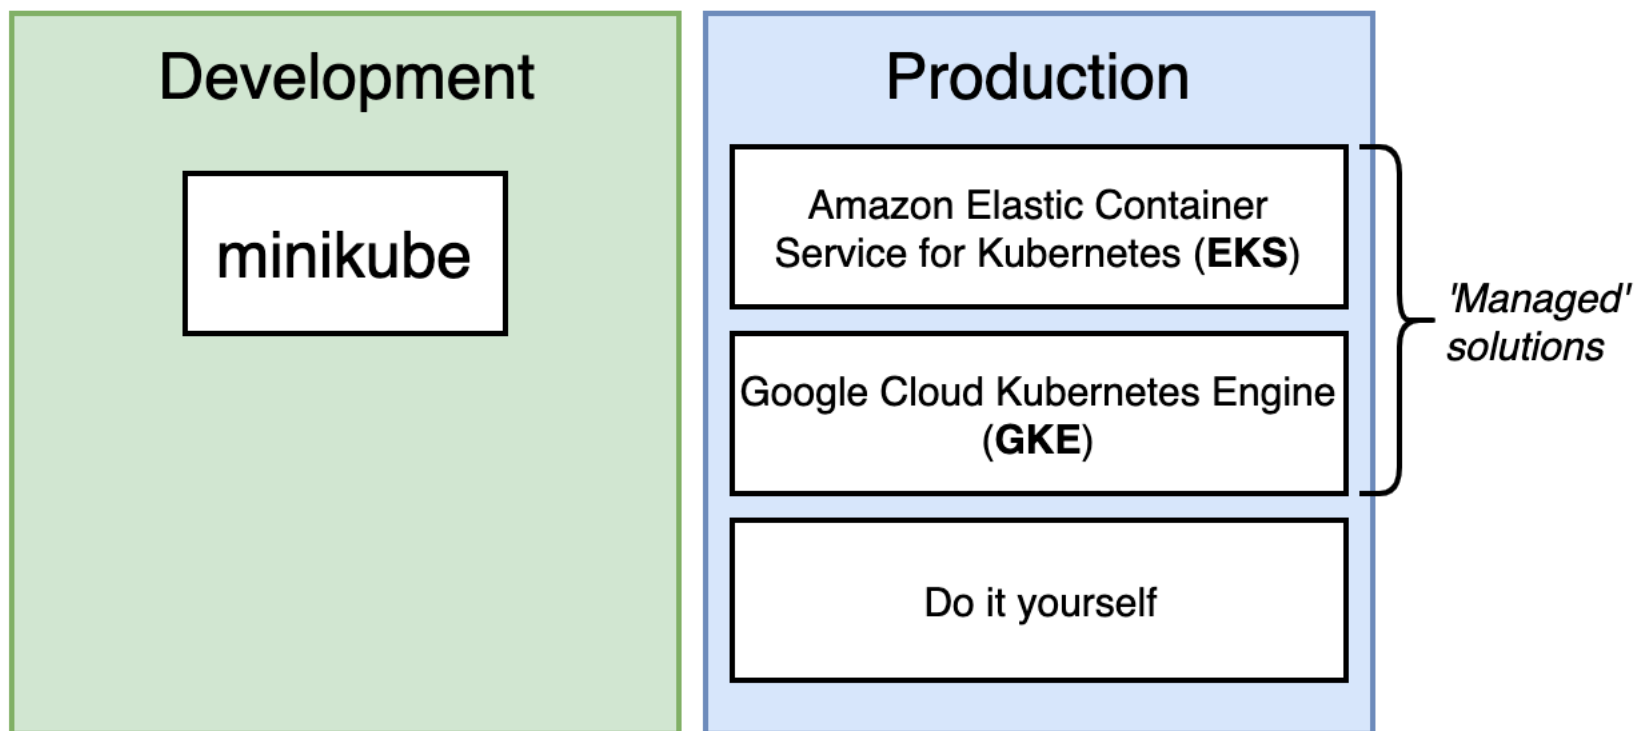 Development
minikube
Production
Amazon Elastic Container
Service for Kubernetes (EKS)
Google Cloud Kubernetes Engine
(GKE)
Do it yourself
'Managed'
solutions